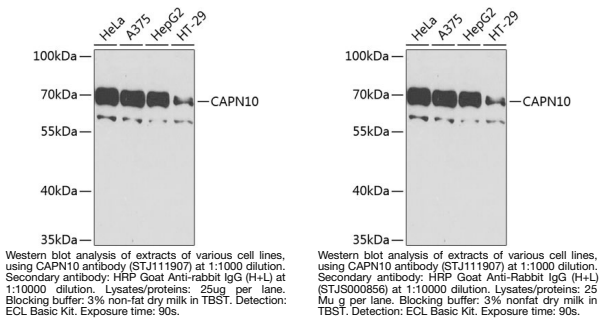 HeLa
A375
HepG2
HT-29
100kDa
70kDa
CAPN10
55kDa
40kDa
35kDa
Western blot analysis of extracts of various cell lines,
using CAPN10 antibody (STJ111907) at 1:1000 dilution.
Secondary antibody: HRP Goat Anti-rabbit IgG (H+L) at
1:10000 dilution. Lysates/proteins: 25ug per lane.
Blocking buffer: 3% non-fat dry milk in TBST. Detection:
ECL Basic Kit. Exposure time: 90s.
HeLa
A375
HepG2
HT-29
100kDa
70kDa
CAPN10
55kDa
40kDa
35kDa
Western blot analysis of extracts of various cell lines,
using CAPN10 antibody (STJ111907) at 1:1000 dilution.
Secondary antibody: HRP Goat Anti-Rabbit IgG (H+L)
(STJS000856) at 1:10000 dilution. Lysates/proteins: 25
Mu g per lane. Blocking buffer: 3% nonfat dry milk in
TBST. Detection: ECL Basic Kit. Exposure time: 90s.